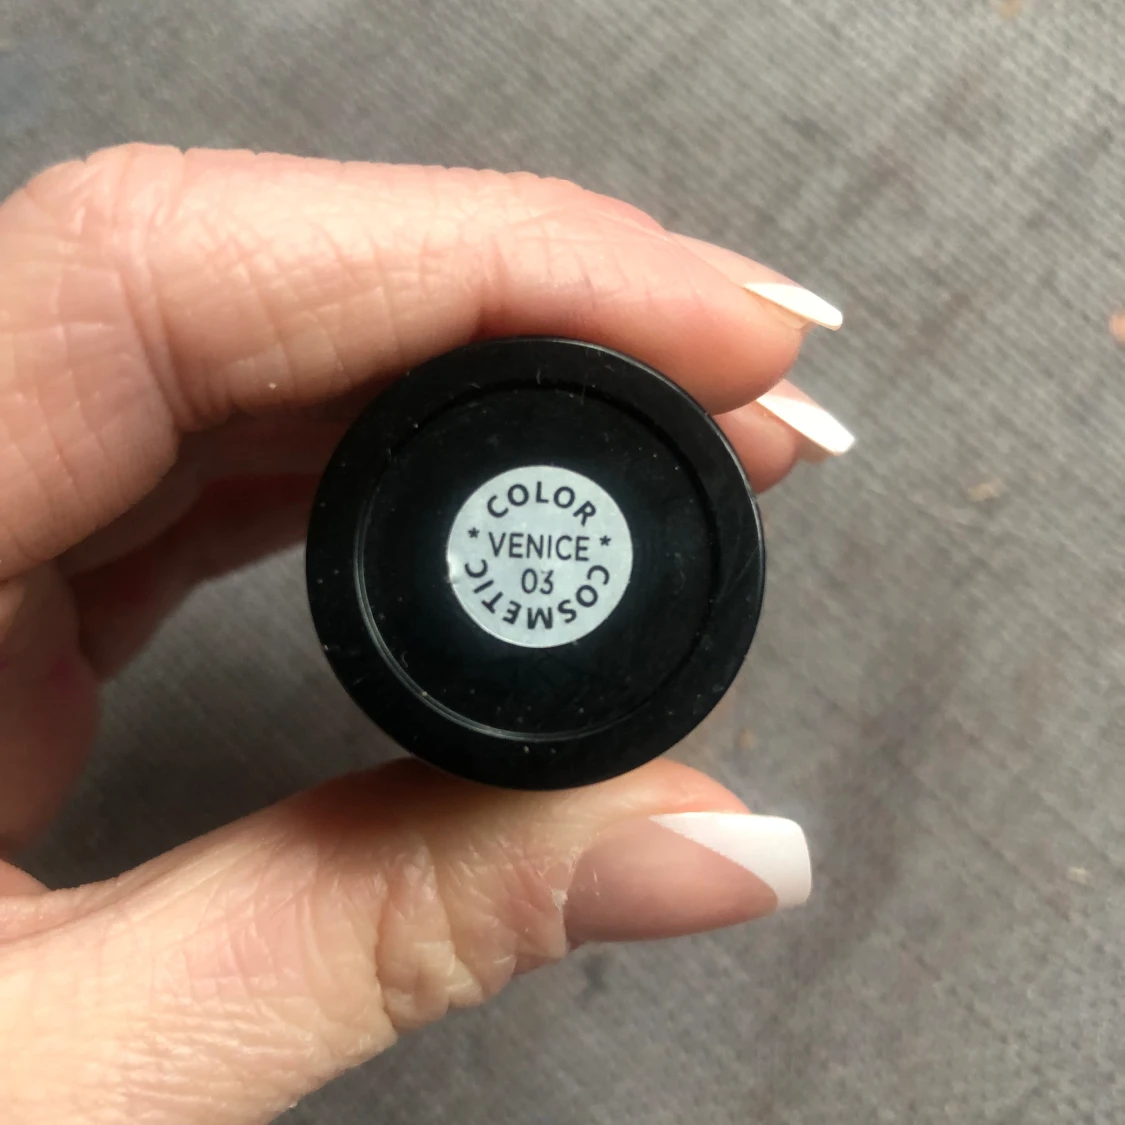 COLOR
* VENICE *
03
COSMETIC